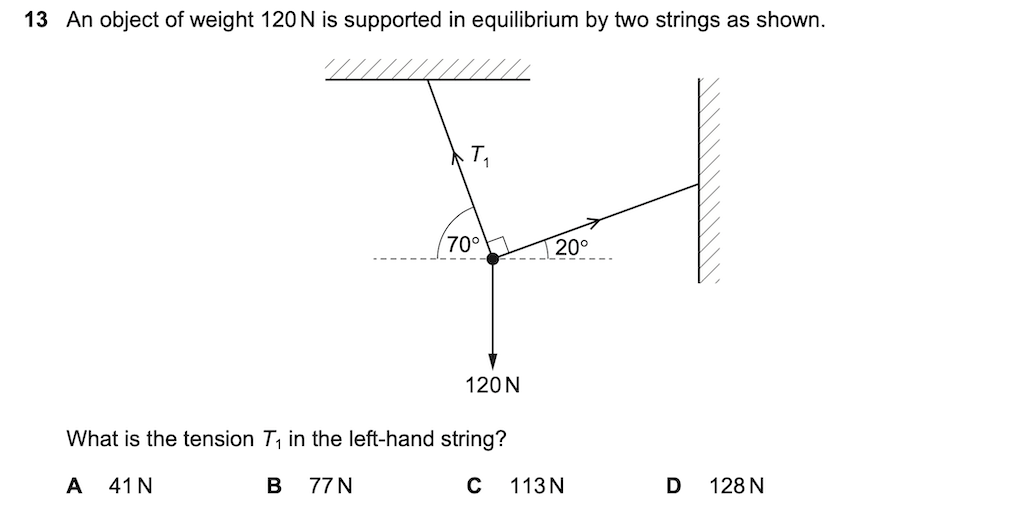 13 An object of weight 120 N is supported in equilibrium by two strings as shown.
T₁
70°
20°
120 N
What is the tension T₁ in the left-hand string?
A 41 N B 77 N C 113 N D 128 N